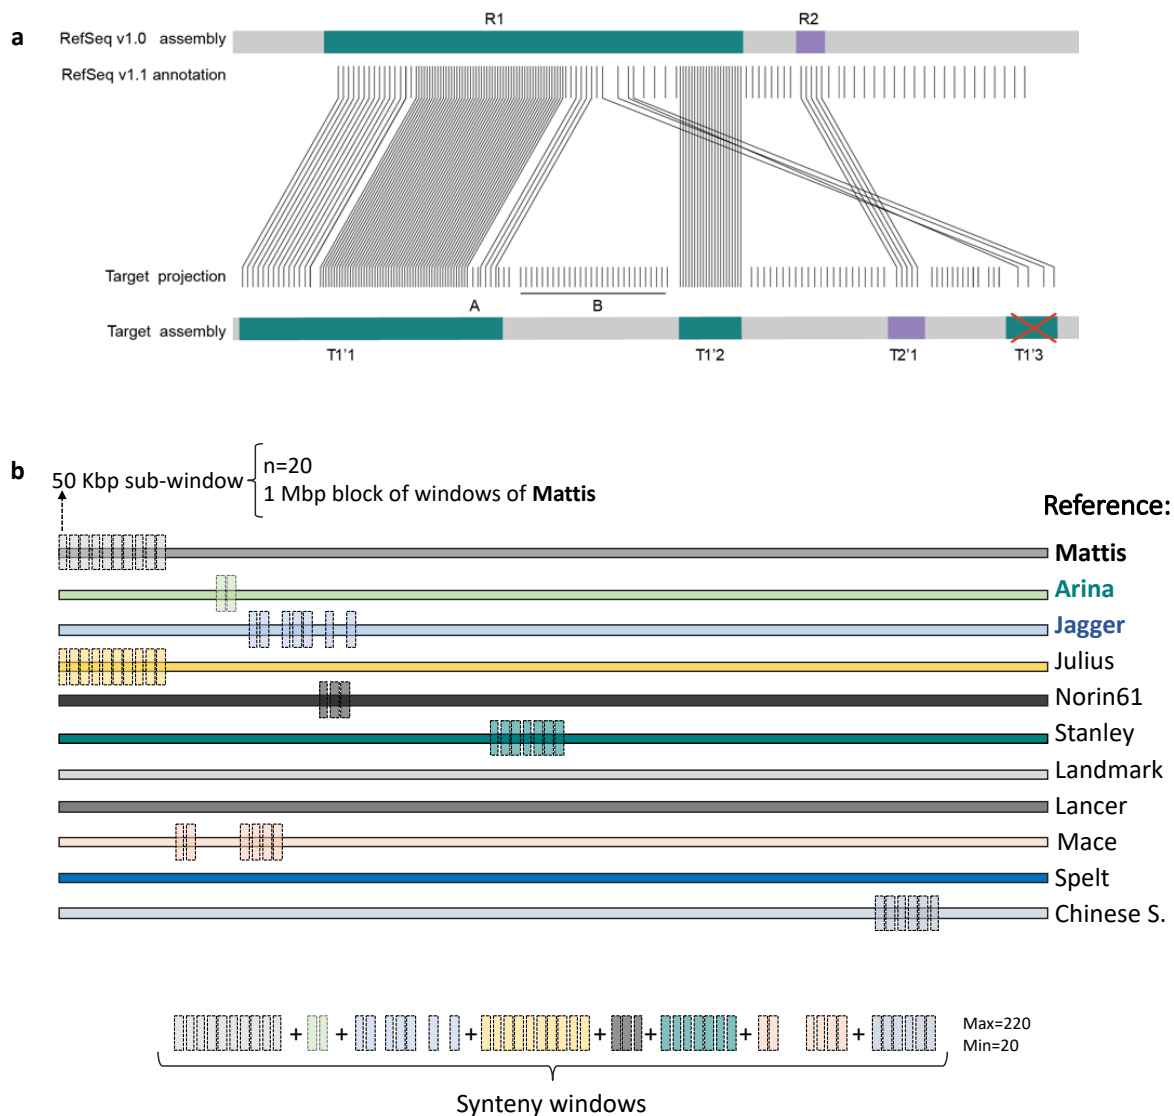 a
R1
R2
RefSeq v1.0 assembly
RefSeq v1.1 annotation
Target projection
A
B
Target assembly
T1'1
T1'2
T2'1
T1'3
b
50 Kbp sub-window
n=20
1 Mbp block of windows of Mattis
Reference:
Mattis
Arina
Jagger
Julius
Norin61
Stanley
Landmark
Lancer
Mace
Spelt
Chinese S.
+ + + + + + +
Max=220
Min=20
Synteny windows